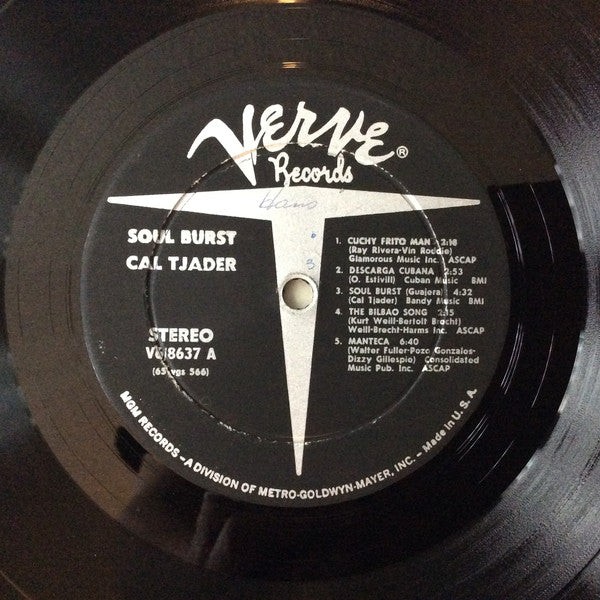 Verve ®
Records
Hans
SOUL BURST
CAL TJADER
STEREO
V6-8637 A
(65 vgs 566)
1. CUCHY FRITO MAN 2:18
(Ray Rivera-Vin Roddie)
Glamorous Music Inc. ASCAP
2. DESCARGA CUBANA 2:53
(O. Estivill) Cuban Music BMI
3. SOUL BURST (Guajera) 4:32
(Cal Tjader) Bandy Music BMI
4. THE BILBAO SONG 2:15
(Kurt Weill-Bertolt Brecht)
Weill-Brecht-Harms Inc. ASCAP
5. MANTECA 6:40
(Walter Fuller-Pozo Gonzales-
Dizzy Gillespie) Consolidated
Music Pub. Inc. ASCAP
MGM RECORDS—A DIVISION OF METRO-GOLDWYN-MAYER, INC.—Made in U. S. A.